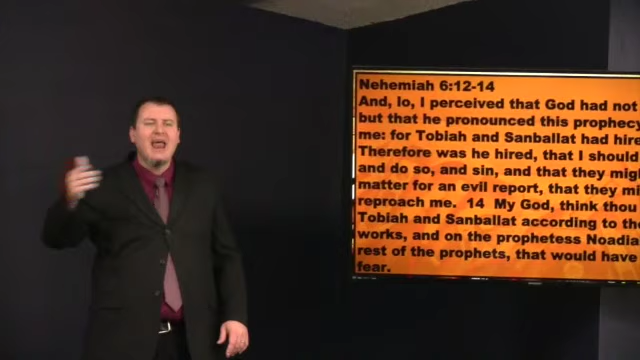 Nehemiah 6:12-14
And, lo, I perceived that God had not
but that he pronounced this prophecy
me: for Tobiah and Sanballat had hire
Therefore was he hired, that I should
and do so, and sin, and that they mig
matter for an evil report, that they mi
reproach me. 14 My God, think thou
Tobiah and Sanballat according to the
works, and on the prophetess Noadia
rest of the prophets, that would have
fear.